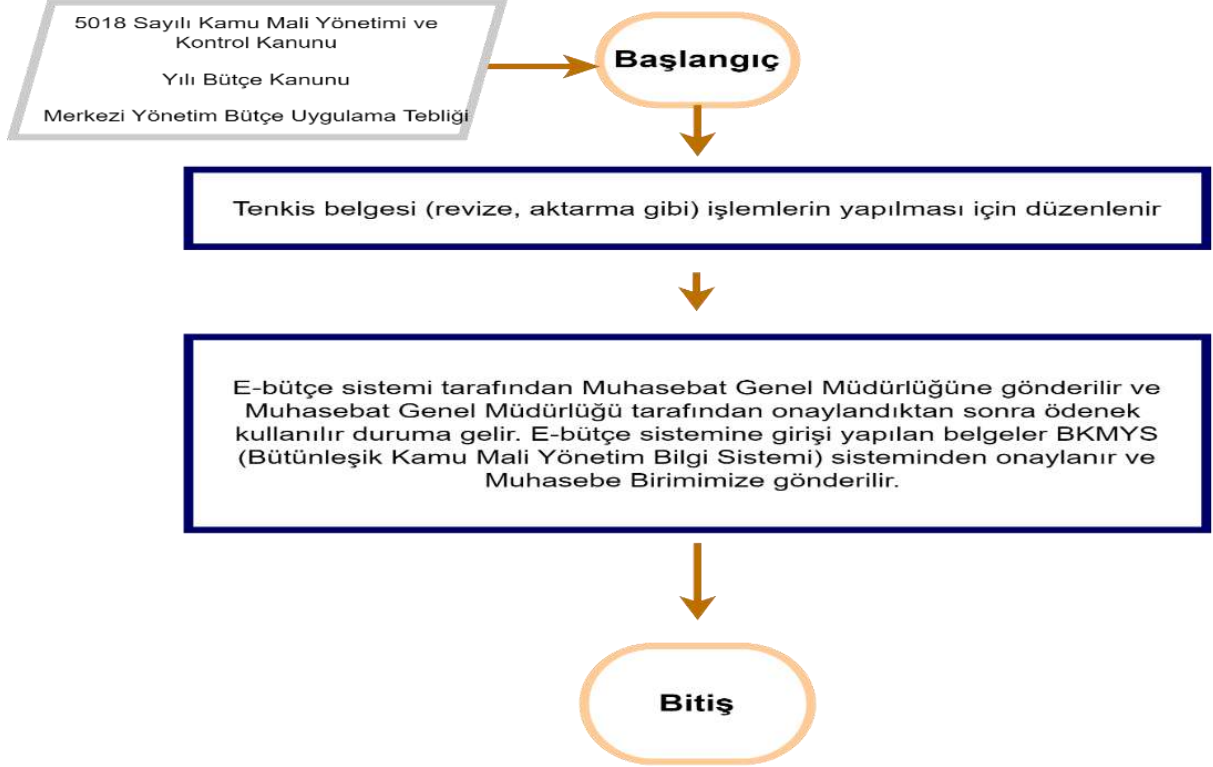 5018 Sayılı Kamu Mali Yönetimi ve
Kontrol Kanunu
Yılı Bütçe Kanunu
Merkezi Yönetim Bütçe Uygulama Tebliği
Başlangıç
Tenkis belgesi (revize, aktarma gibi) işlemlerin yapılması için düzenlenir
E-bütçe sistemi tarafından Muhasebat Genel Müdürlüğüne gönderilir ve
Muhasebat Genel Müdürlüğü tarafından onaylandıktan sonra ödenek
kullanılır duruma gelir. E-bütçe sistemine girişi yapılan belgeler BKMYS
(Bütünleşik Kamu Mali Yönetim Bilgi Sistemi) sisteminden onaylanır ve
Muhasebe Birimimize gönderilir.
Bitiş